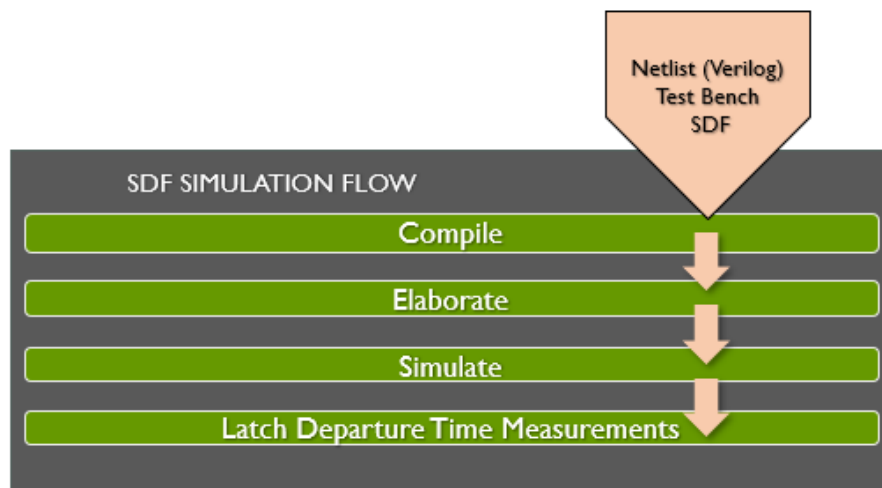 Netlist (Verilog)
Test Bench
SDF
SDF SIMULATION FLOW
Compile
Elaborate
Simulate
Latch Departure Time Measurements